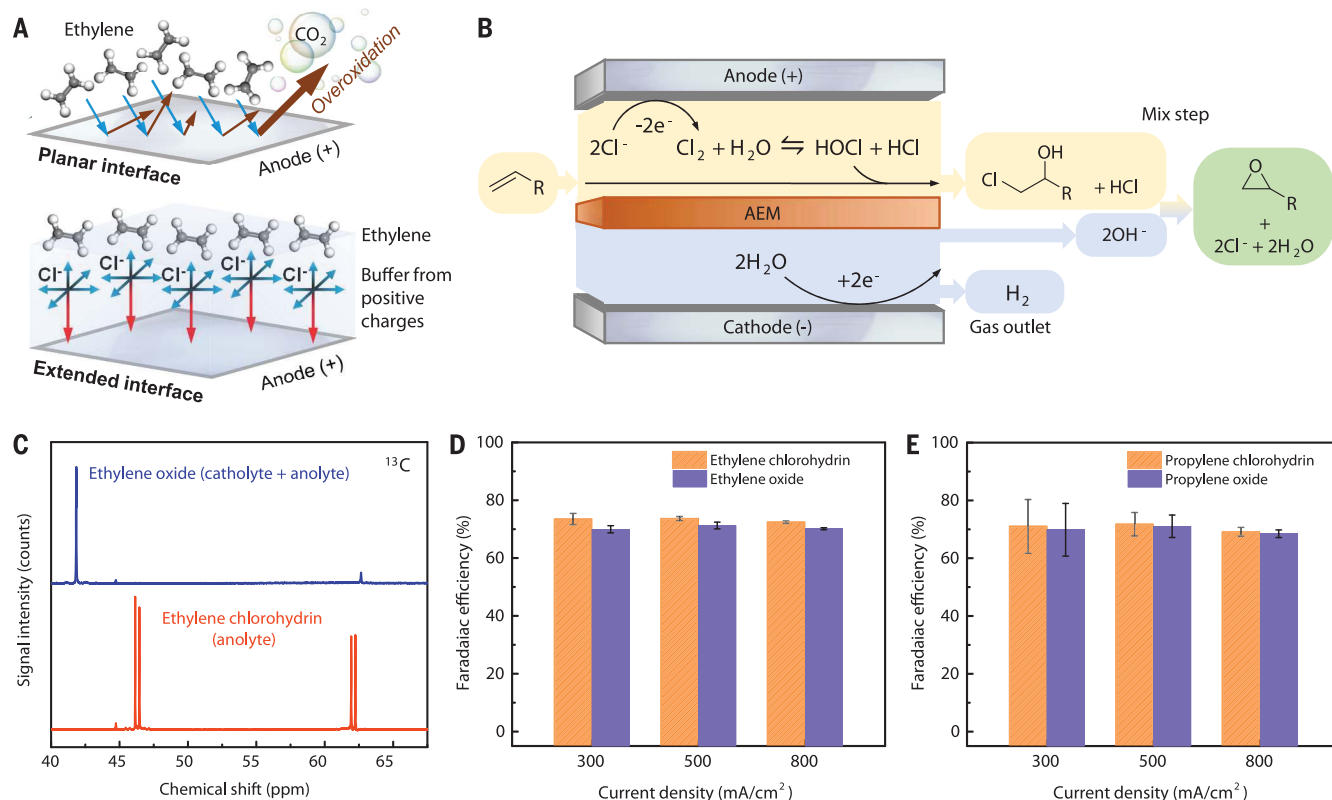 A
Ethylene
CO2
Overoxidation
Planar interface
Anode (+)
Ethylene
Cl-
Cl-
Cl-
Cl-
Cl-
Buffer from
positive
charges
Extended interface
Anode (+)
B
Anode (+)
-2e-
2Cl-
Cl2 + H2O ⇋ HOCl + HCl
R
AEM
2H2O
+2e-
Cathode (-)
OH
Cl
R
+ HCl
2OH-
H2
Gas outlet
Mix step
O
R
+
2Cl- + 2H2O
C
13C
Ethylene oxide (catholyte + anolyte)
Ethylene chlorohydrin
(anolyte)
Signal intensity (counts)
40 45 50 55 60 65
Chemical shift (ppm)
D
Ethylene chlorohydrin
Ethylene oxide
Faradaiac efficiency (%)
100
80
60
40
20
0
300 500 800
Current density (mA/cm2)
E
Propylene chlorohydrin
Propylene oxide
Faradaiac efficiency (%)
100
80
60
40
20
0
300 500 800
Current density (mA/cm2)